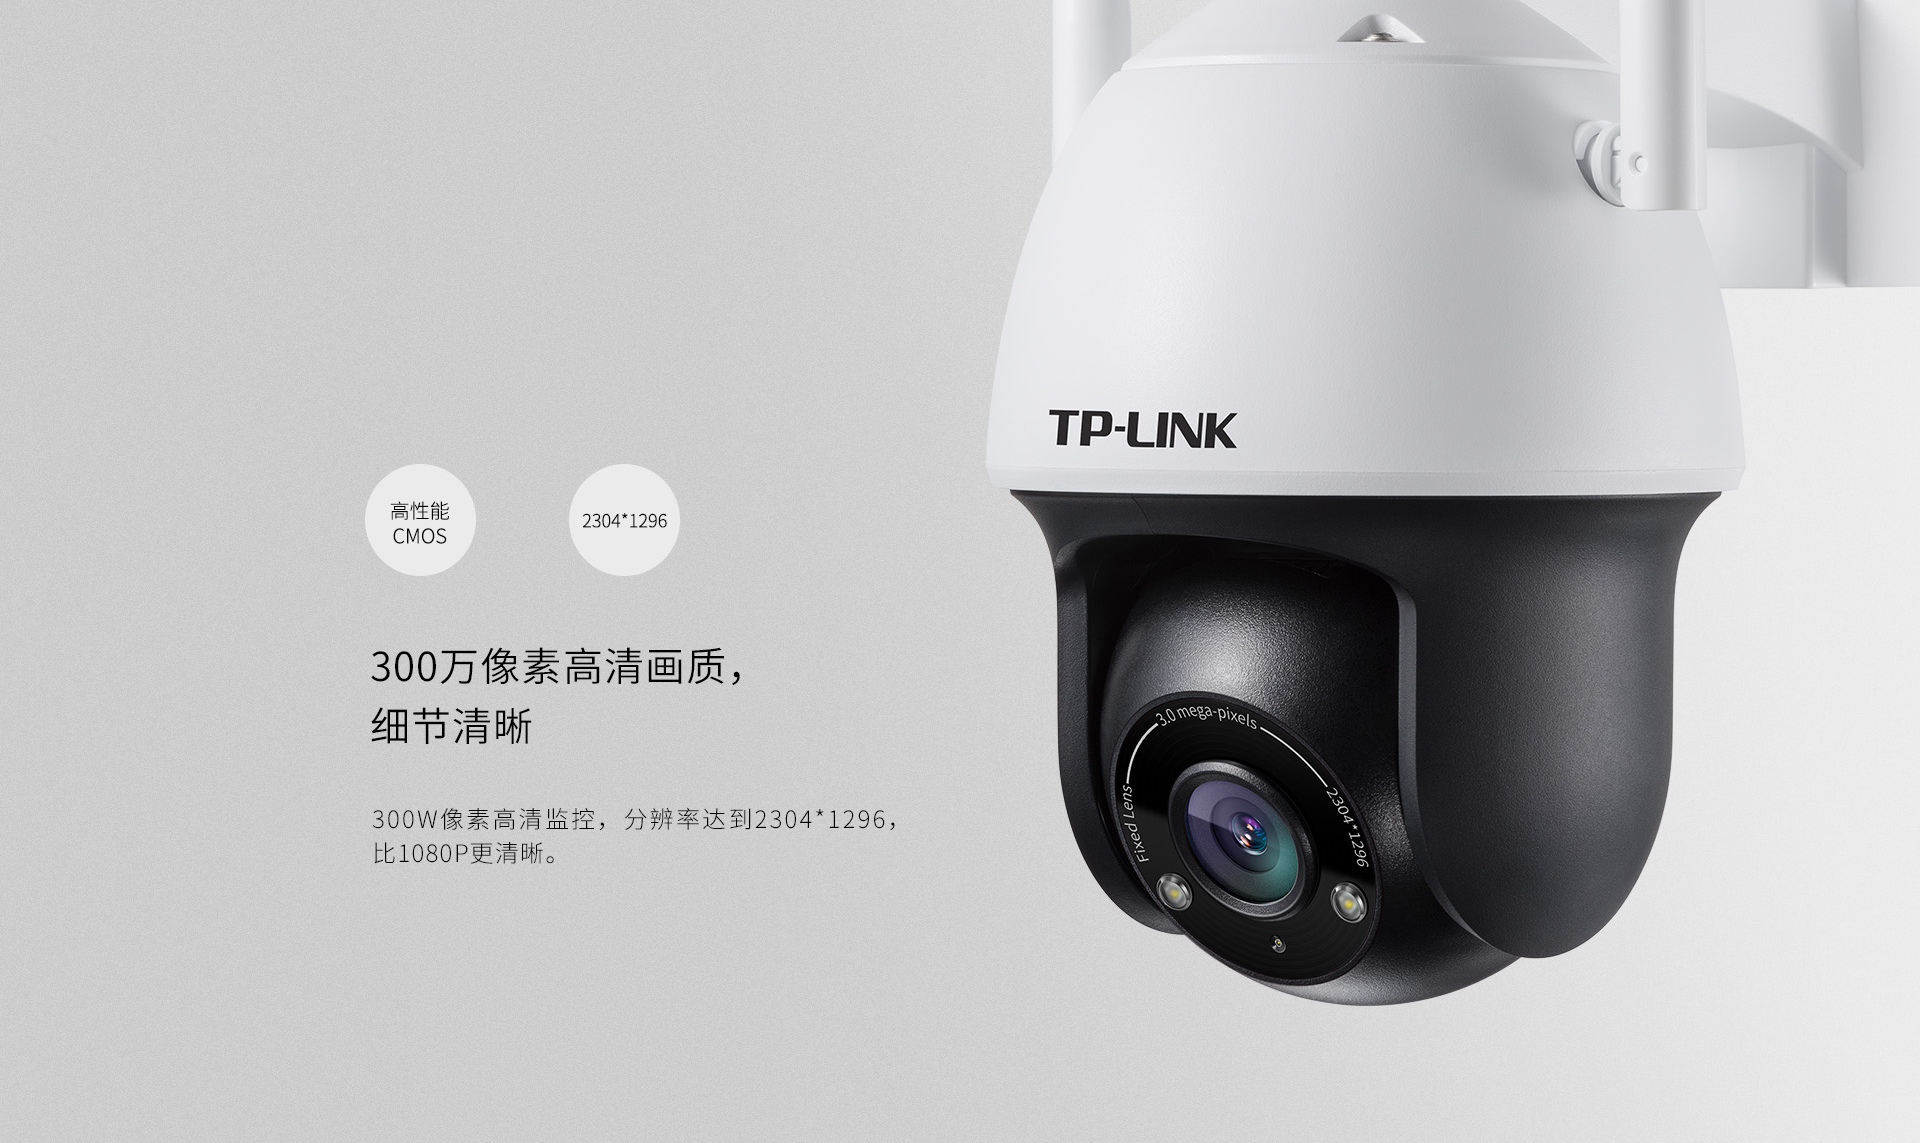 高性能
CMOS
2304*1296
300万像素高清画质，
细节清晰
300W像素高清监控，分辨率达到2304*1296，
比1080P更清晰。
TP-LINK
3.0 mega-pixels
Fixed Lens
2304*1296